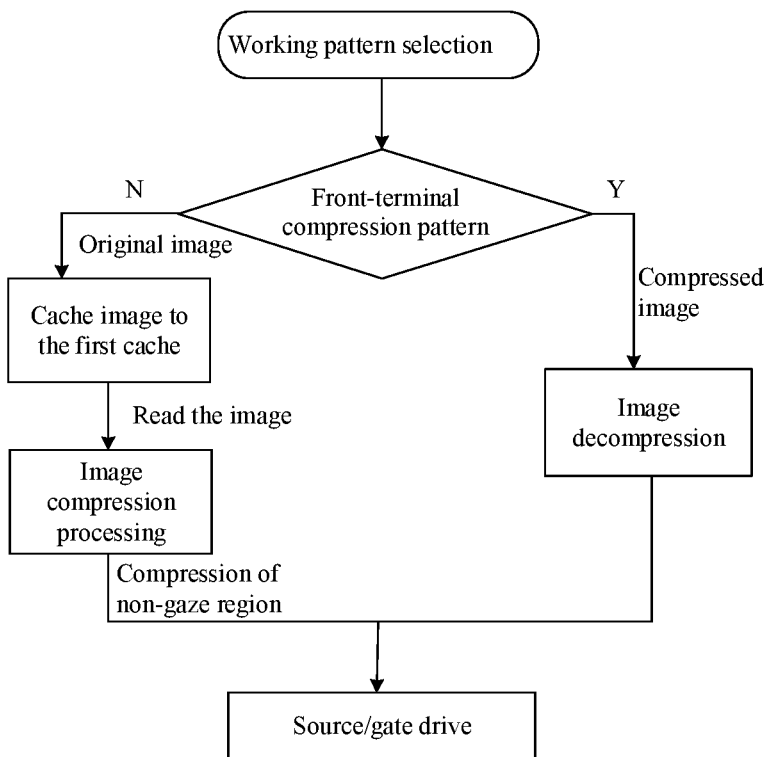 Working pattern selection
N
Front-terminal
compression pattern
Y
Original image
Compressed
image
Cache image to
the first cache
Read the image
Image
decompression
Image
compression
processing
Compression of
non-gaze region
Source/gate drive